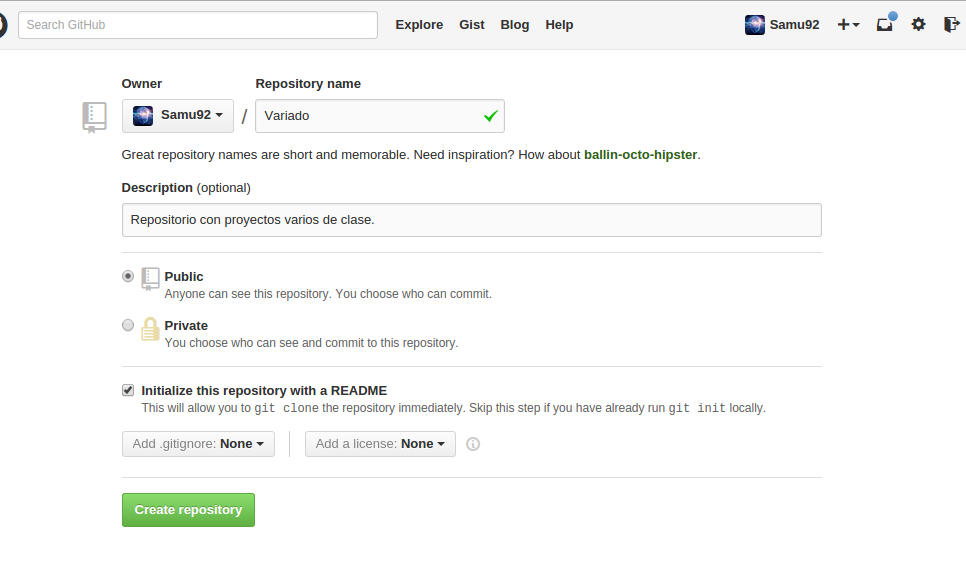 Search GitHub Explore Gist Blog Help Samu92
Owner Repository name
Samu92 / Variado
Great repository names are short and memorable. Need inspiration? How about ballin-octo-hipster.
Description (optional)
Repositorio con proyectos varios de clase.
Public
Anyone can see this repository. You choose who can commit.
Private
You choose who can see and commit to this repository.
Initialize this repository with a README
This will allow you to git clone the repository immediately. Skip this step if you have already run git init locally.
Add .gitignore: None Add a license: None
Create repository